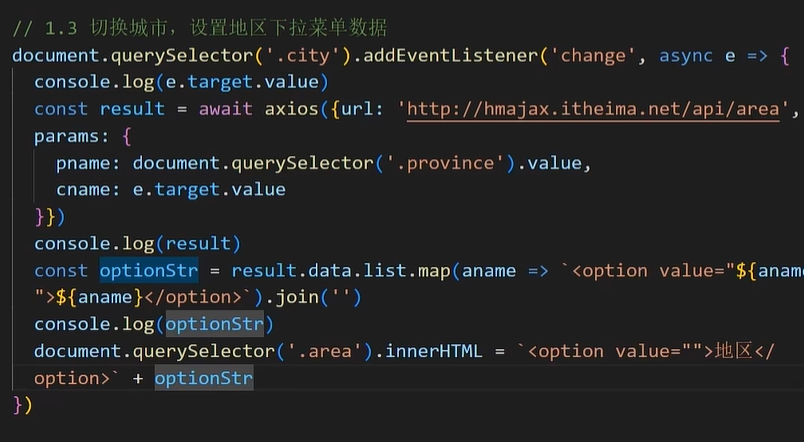 // 1.3 切换城市，设置地区下拉菜单数据
document.querySelector('.city').addEventListener('change', async e => {
console.log(e.target.value)
const result = await axios({url: 'http://hmajax.itheima.net/api/area',
params: {
pname: document.querySelector('.province').value,
cname: e.target.value
}})
console.log(result)
const optionStr = result.data.list.map(aname => `<option value="${aname
">${aname}</option>`).join('')
console.log(optionStr)
document.querySelector('.area').innerHTML = `<option value="">地区</
option>` + optionStr
})